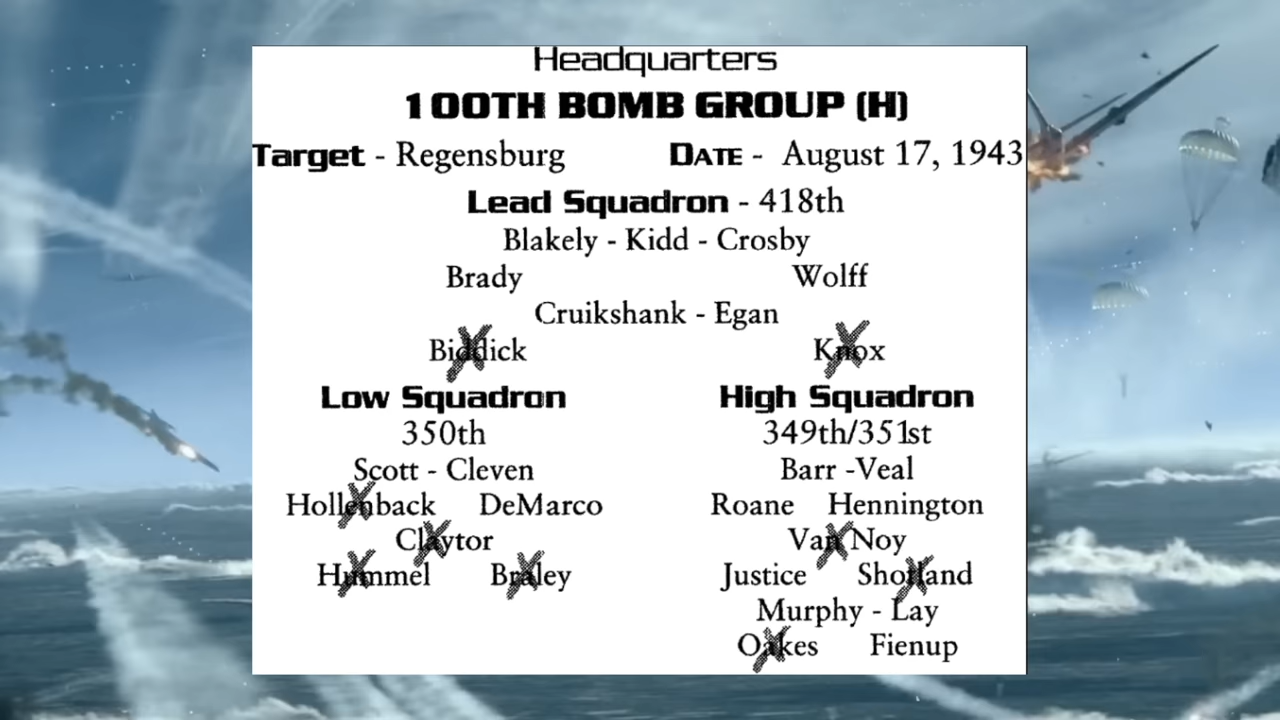 Headquarters
100TH BOMB GROUP (H)
Target - Regensburg DATE - August 17, 1943
Lead Squadron - 418th
Blakely - Kidd - Crosby
Brady Wolff
Cruikshank - Egan
Biddick Knox
Low Squadron High Squadron
350th 349th/351st
Scott - Cleven Barr -Veal
Hollenback DeMarco Roane Hennington
Claytor Van Noy
Hummel Braley Justice Shotland
Murphy - Lay
Oakes Fienup